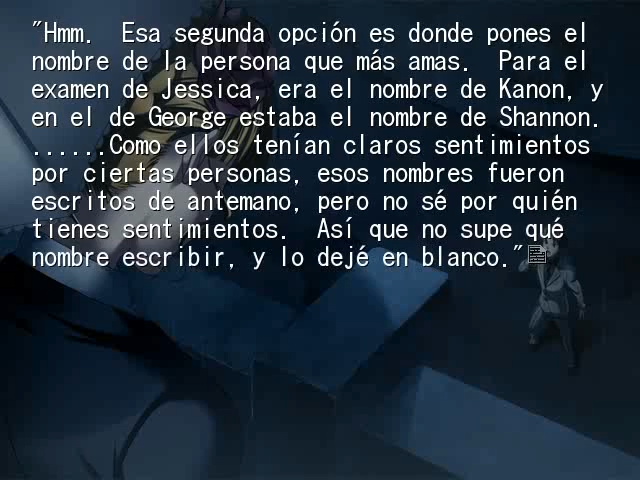 "Hmm.  Esa segunda opción es donde pones el
nombre de la persona que más amas.  Para el
examen de Jessica, era el nombre de Kanon, y
en el de George estaba el nombre de Shannon.
......Como ellos tenían claros sentimientos
por ciertas personas, esos nombres fueron
escritos de antemano, pero no sé por quién
tienes sentimientos.  Así que no supe qué
nombre escribir, y lo dejé en blanco."